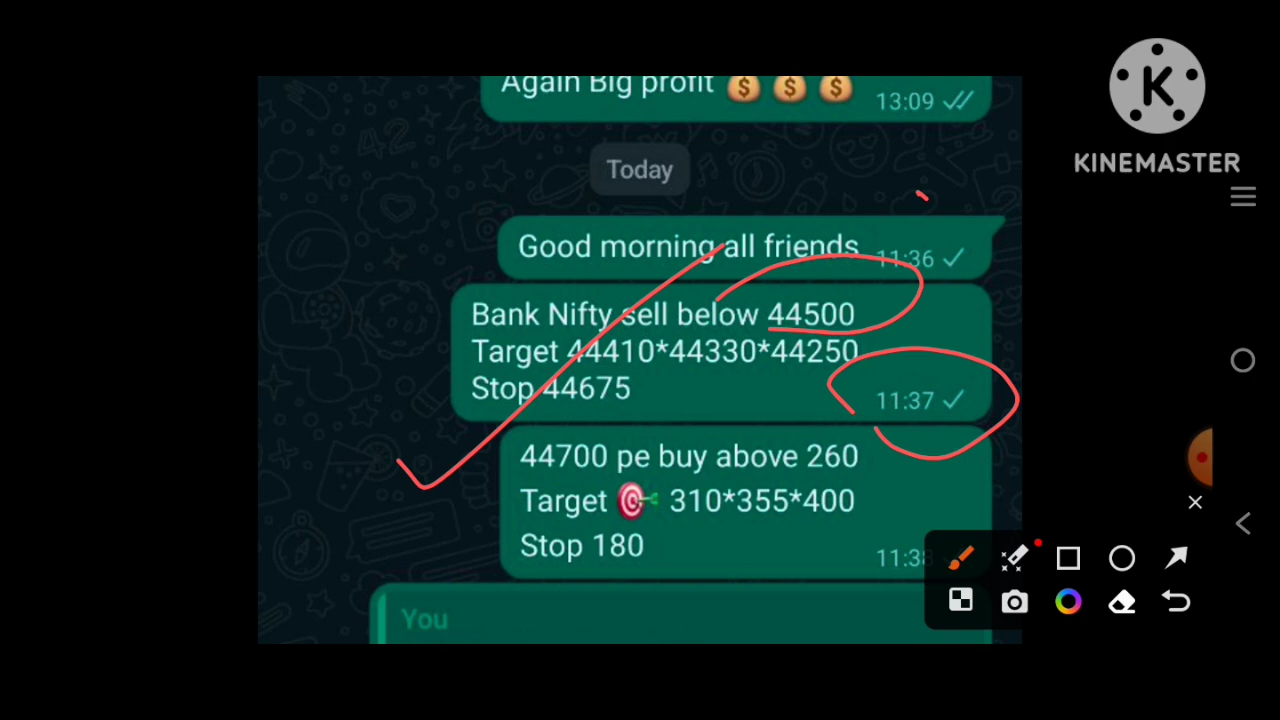 Again Big profit 💰 💰 💰 13:09
Today
Good morning all friends 11:36
Bank Nifty sell below 44500
Target 44410*44330*44250
Stop 44675 11:37
44700 pe buy above 260
Target 🎯 310*355*400
Stop 180 11:38
You
K
KINEMASTER